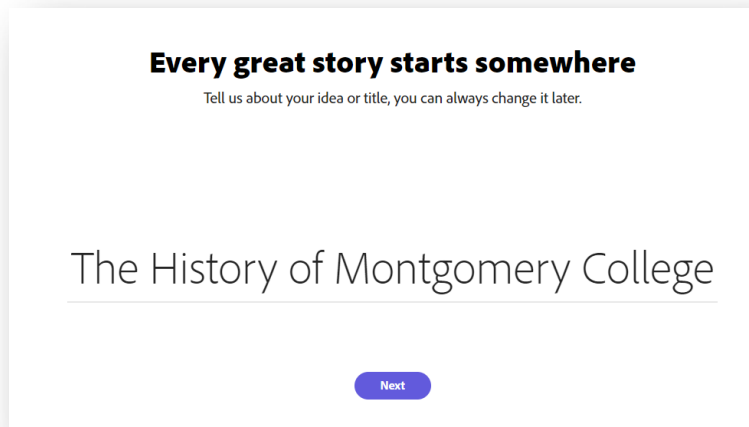 Every great story starts somewhere
Tell us about your idea or title, you can always change it later.
The History of Montgomery College
Next